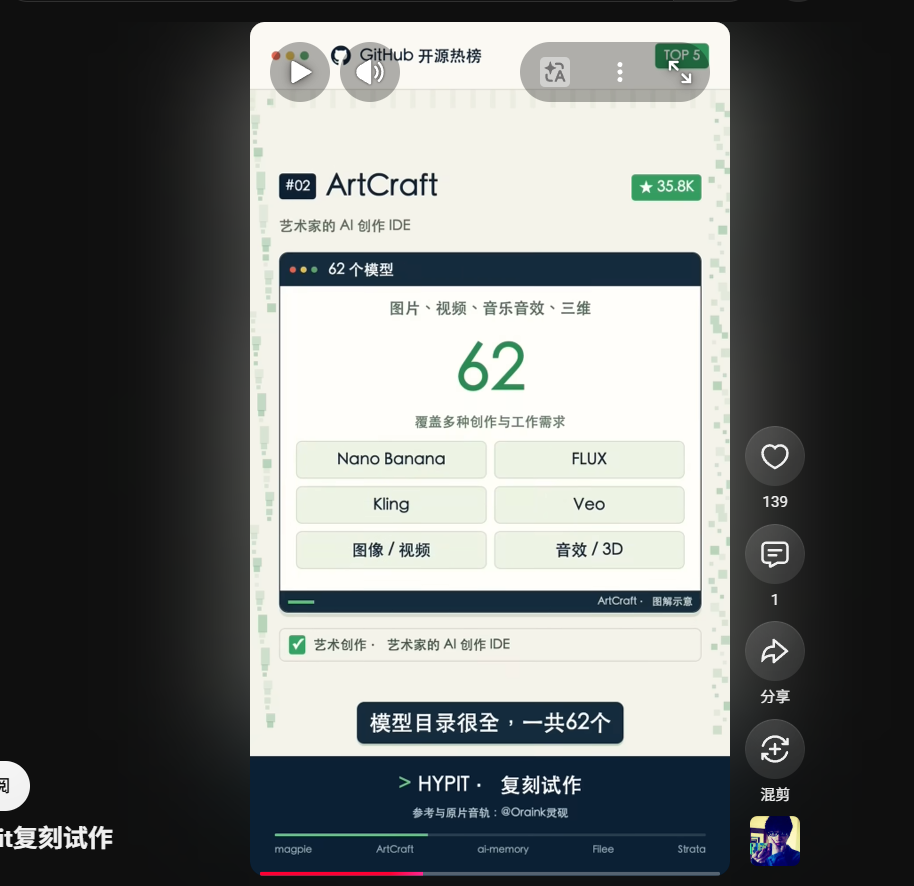 GitHub 开源热榜
TOP 5
#02 ArtCraft
★ 35.8K
艺术家的 AI 创作 IDE
62 个模型
图片、视频、音乐音效、三维
62
覆盖多种创作与工作需求
Nano Banana
FLUX
Kling
Veo
图像 / 视频
音效 / 3D
ArtCraft · 图解示意
艺术创作 · 艺术家的 AI 创作 IDE
模型目录很全，一共62个
> HYPIT · 复刻试作
参考与原片音轨：@Oraink灵砚
magpie
ArtCraft
ai-memory
Filee
Strata
139
1
分享
混剪
阅
it复刻试作